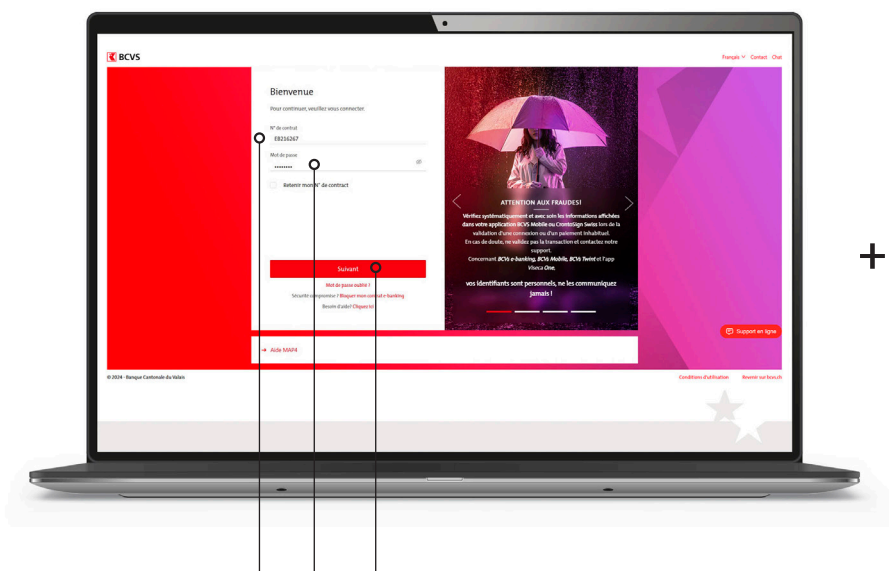 BCVS
Français Contact Chat
Bienvenue
Pour continuer, veuillez vous connecter.
N° de contrat
E8216267
Mot de passe
••••••••
Retenir mon N° de contract
Suivant
Mot de passe oublié !
Sécurité compromise ? Bloquer mon contrat e-banking
Besoin d'aide? Cliquez ici
→ Aide MAP4
ATTENTION AUX FRAUDES!
Vérifiez systématiquement et avec soin les informations affichées
dans votre application BCVS Mobile ou CrontoSign Swiss lors de la
validation d'une connexion ou d'un paiement inhabituel.
En cas de doute, ne validez pas la transaction et contactez notre
support.
Concernant BCVs e-banking, BCVs Mobile, BCVs Twint et l'app
Viseca One,
vos identifiants sont personnels, ne les communiquez
jamais !
Support en ligne
© 2024 - Banque Cantonale du Valais
Conditions d'utilisation Revenir sur bcvs.ch
+